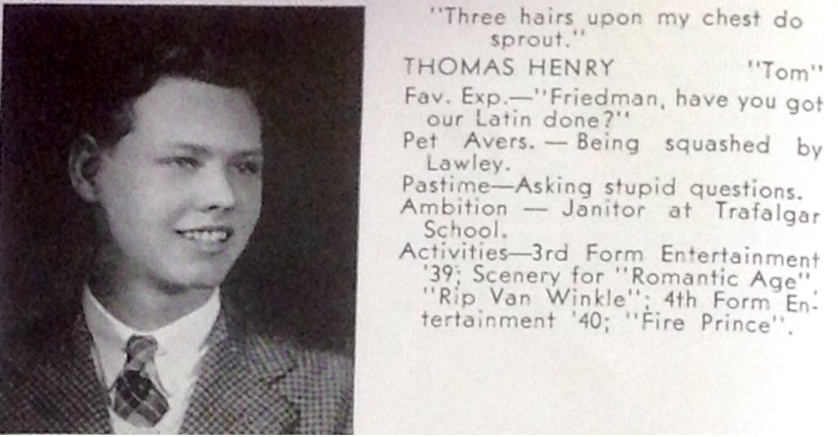 "Three hairs upon my chest do
sprout."
THOMAS HENRY "Tom"
Fav. Exp.—"Friedman, have you got
our Latin done?"
Pet Avers. — Being squashed by
Lawley.
Pastime—Asking stupid questions.
Ambition — Janitor at Trafalgar
School.
Activities—3rd Form Entertainment
'39; Scenery for "Romantic Age",
"Rip Van Winkle"; 4th Form En-
tertainment '40; "Fire Prince".